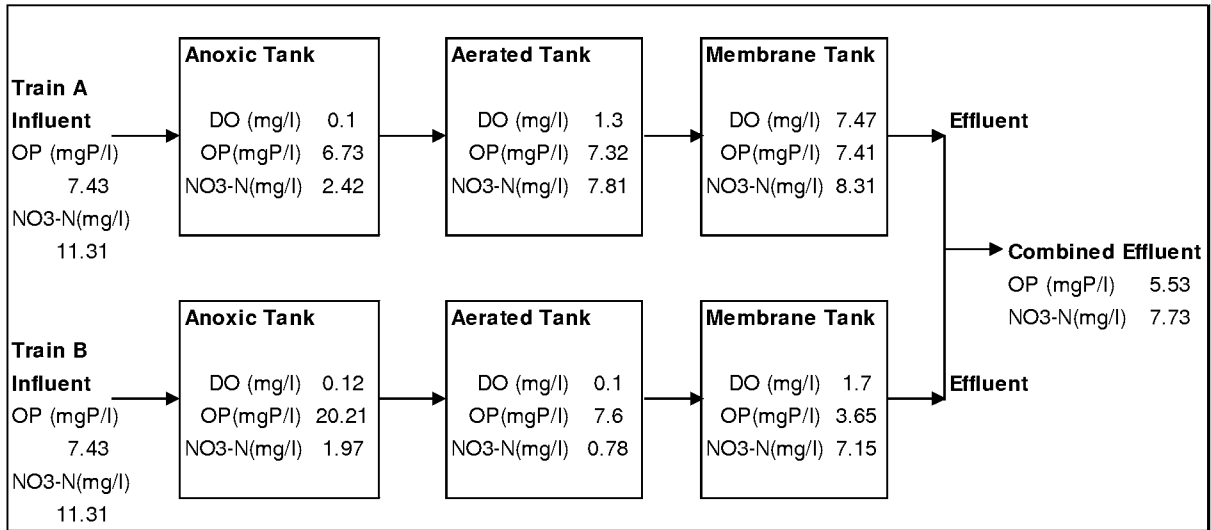 Train A
Influent
OP (mgP/l)
7.43
NO3-N(mg/l)
11.31
Anoxic Tank
DO (mg/l) 0.1
OP(mgP/l) 6.73
NO3-N(mg/l) 2.42
Aerated Tank
DO (mg/l) 1.3
OP(mgP/l) 7.32
NO3-N(mg/l) 7.81
Membrane Tank
DO (mg/l) 7.47
OP(mgP/l) 7.41
NO3-N(mg/l) 8.31
Effluent
Train B
Influent
OP (mgP/l)
7.43
NO3-N(mg/l)
11.31
Anoxic Tank
DO (mg/l) 0.12
OP(mgP/l) 20.21
NO3-N(mg/l) 1.97
Aerated Tank
DO (mg/l) 0.1
OP(mgP/l) 7.6
NO3-N(mg/l) 0.78
Membrane Tank
DO (mg/l) 1.7
OP(mgP/l) 3.65
NO3-N(mg/l) 7.15
Effluent
Combined Effluent
OP (mgP/l) 5.53
NO3-N(mg/l) 7.73